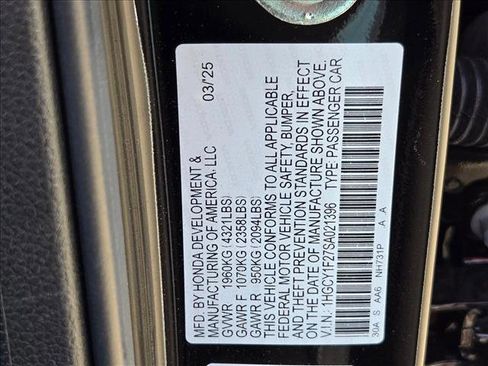 MFD. BY HONDA DEVELOPMENT & 03/25
MANUFACTURING OF AMERICA, LLC
GVWR 1960KG(4321LBS)
GAWR F 1070KG(2358LBS)
GAWR R 950KG(2094LBS)
THIS VEHICLE CONFORMS TO ALL APPLICABLE
FEDERAL MOTOR VEHICLE SAFETY, BUMPER,
AND THEFT PREVENTION STANDARDS IN EFFECT
ON THE DATE OF MANUFACTURE SHOWN ABOVE.
V.I.N.: 1HGCY1F27SA021396 TYPE: PASSENGER CAR
30A S AA6 NH731P A A